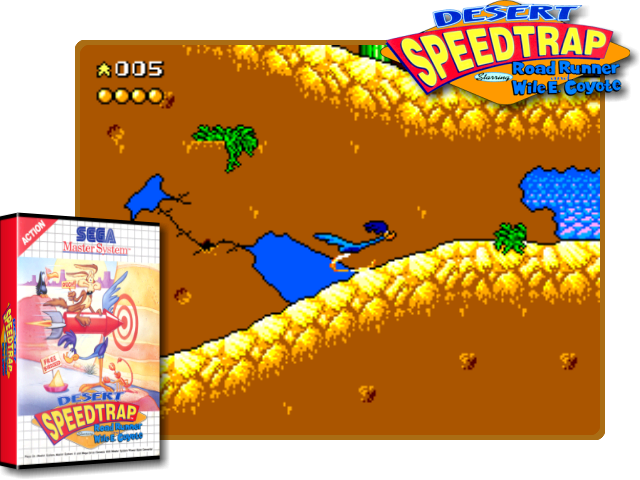 DESERT
SPEEDTRAP
Starring
Road Runner
Wile E Coyote
★005
ACTION
SEGA
Master System
DESERT
SPEEDTRAP
Road Runner
Wile E Coyote
DESERT
SPEEDTRAP